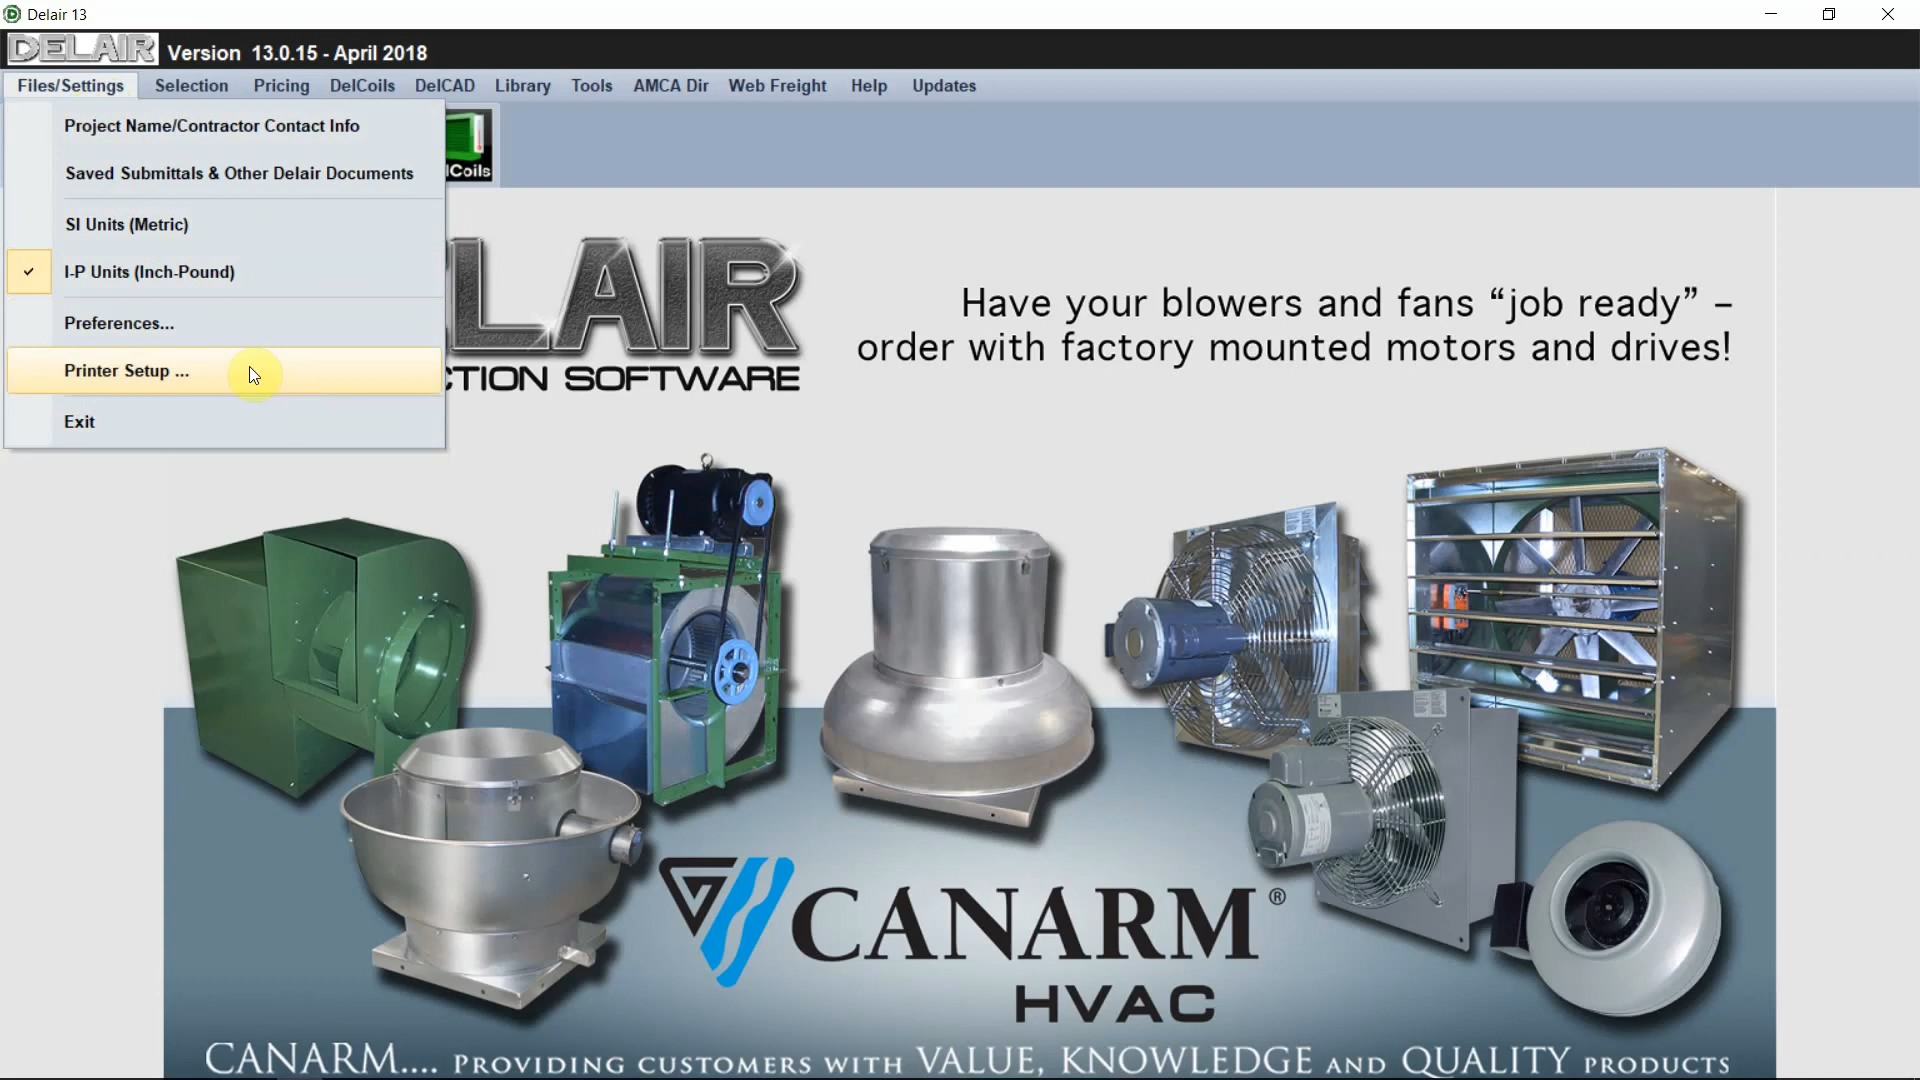 Delair 13
DELAIR Version 13.0.15 - April 2018
Files/Settings Selection Pricing DelCoils DelCAD Library Tools AMCA Dir Web Freight Help Updates
Project Name/Contractor Contact Info
Saved Submittals & Other Delair Documents
SI Units (Metric)
I-P Units (Inch-Pound)
Preferences...
Printer Setup ...
Exit
lCoils
LAIR
CTION SOFTWARE
Have your blowers and fans “job ready” –
order with factory mounted motors and drives!
CANARM®
HVAC
CANARM.... PROVIDING CUSTOMERS WITH VALUE, KNOWLEDGE AND QUALITY PRODUCTS